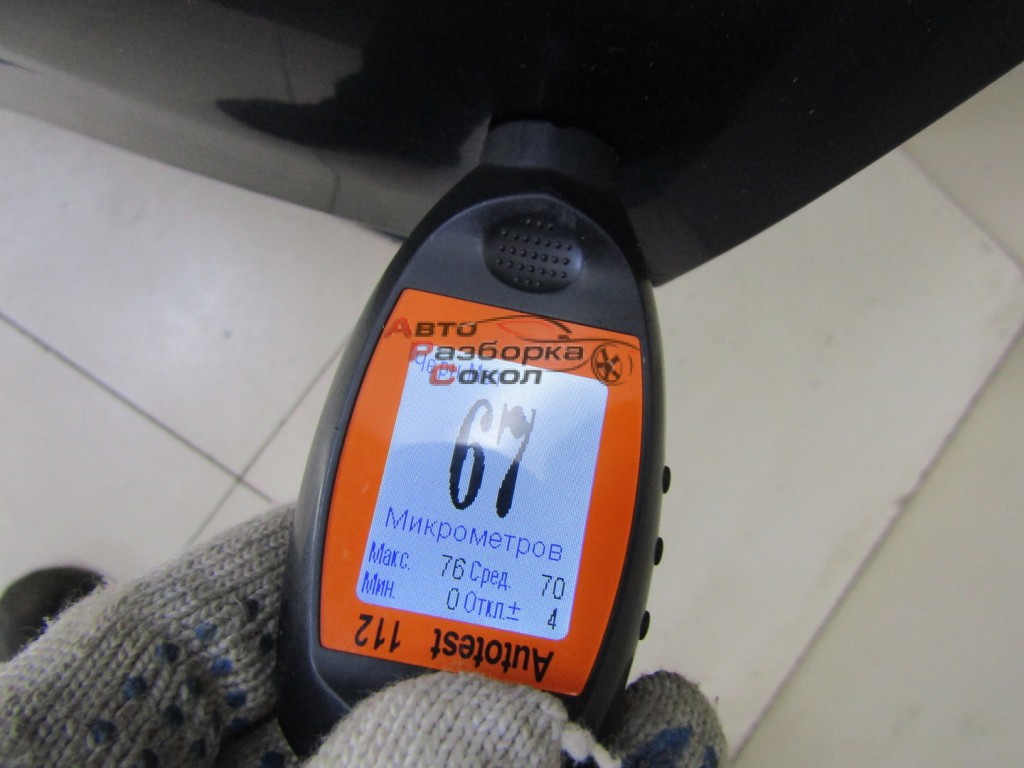 Авто
Разборка
Сокол
67
Микрометров
Макс. 76 Сред. 70
Мин. 0 Откл.± 4
Autotest 112